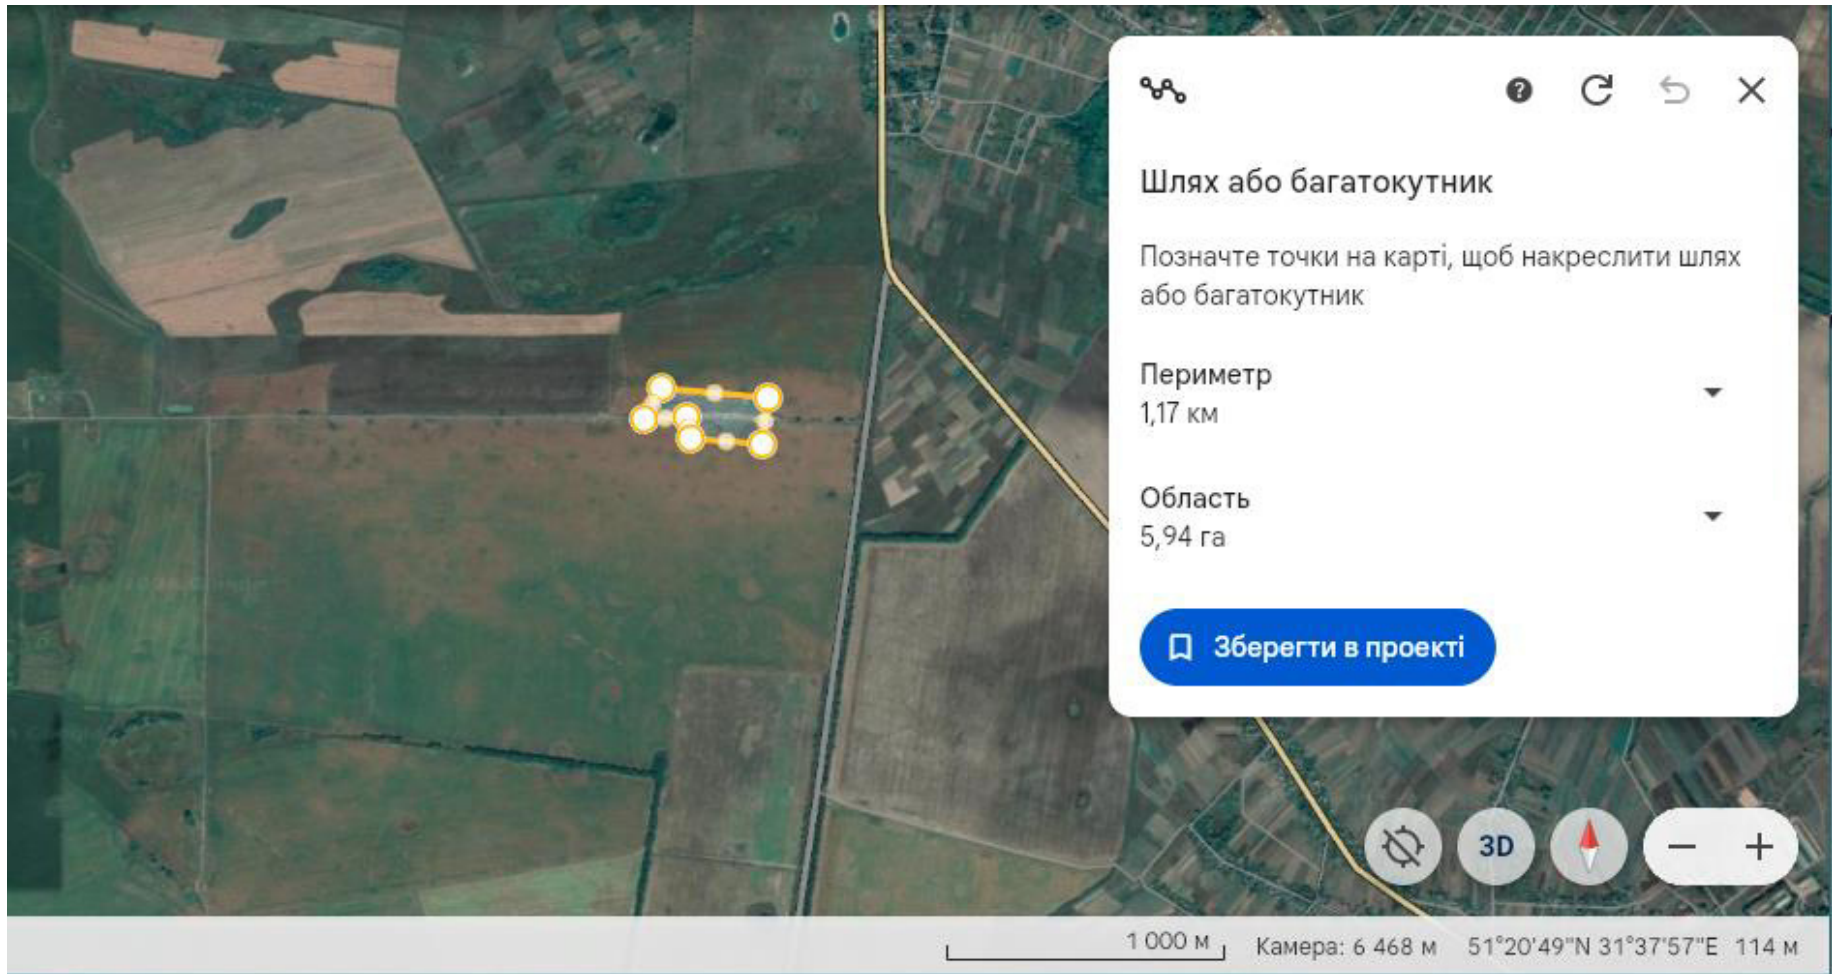 Шлях або багатокутник
Позначте точки на карті, щоб накреслити шлях
або багатокутник
Периметр
1,17 км
Область
5,94 га
Зберегти в проекті
3D
1 000 м
Камера: 6 468 м 51°20'49"N 31°37'57"E 114 м